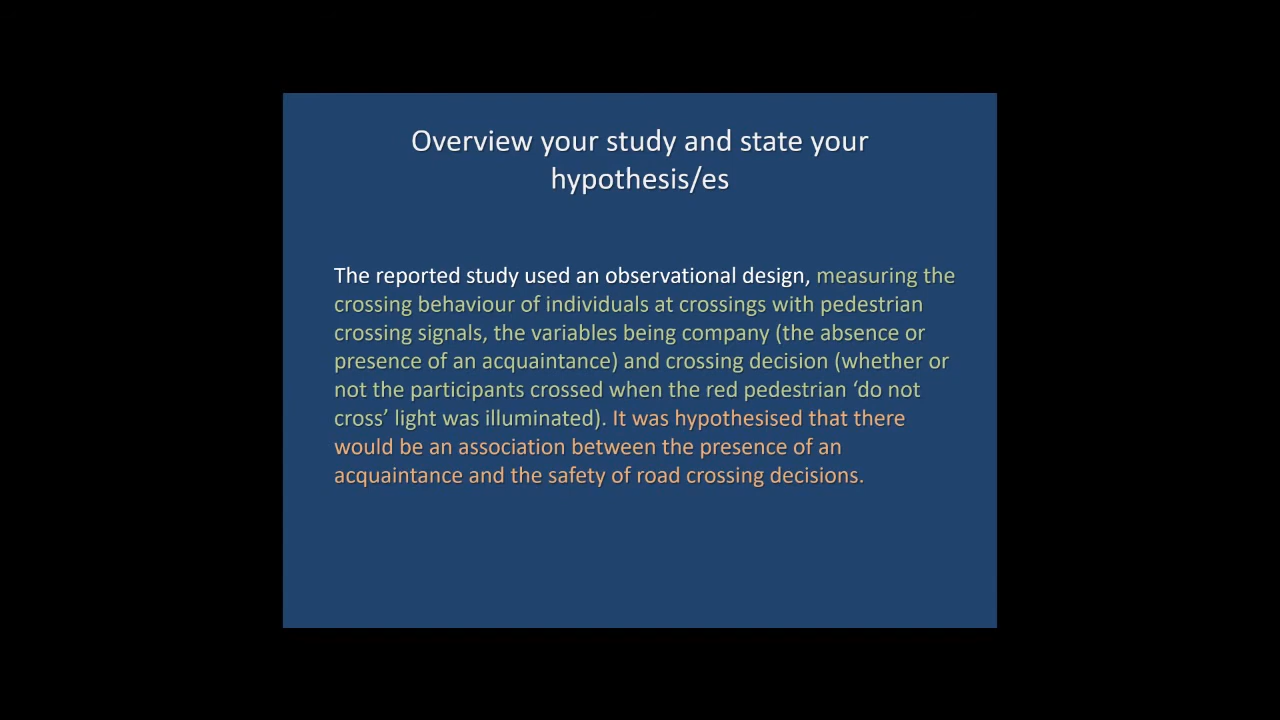 Overview your study and state your
hypothesis/es
The reported study used an observational design, measuring the
crossing behaviour of individuals at crossings with pedestrian
crossing signals, the variables being company (the absence or
presence of an acquaintance) and crossing decision (whether or
not the participants crossed when the red pedestrian ‘do not
cross’ light was illuminated). It was hypothesised that there
would be an association between the presence of an
acquaintance and the safety of road crossing decisions.